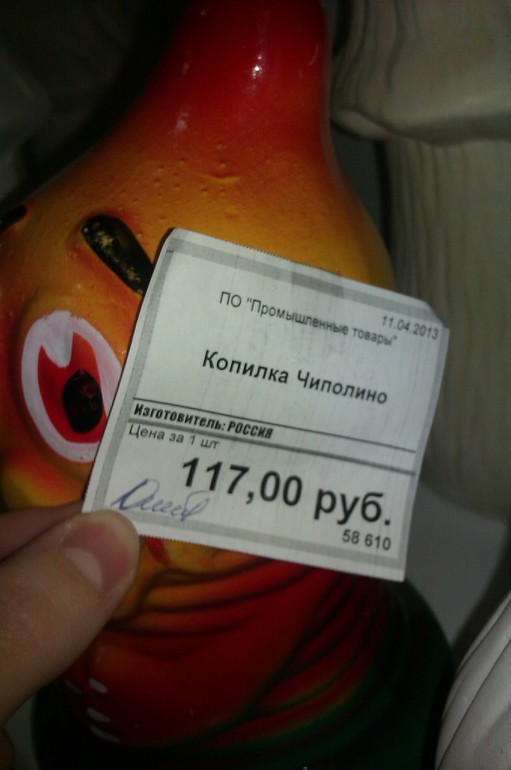 11.04.2013
ПО "Промышленные товары"
Копилка Чиполино
Изготовитель: РОССИЯ
Цена за 1 шт
117,00 руб.
58 610